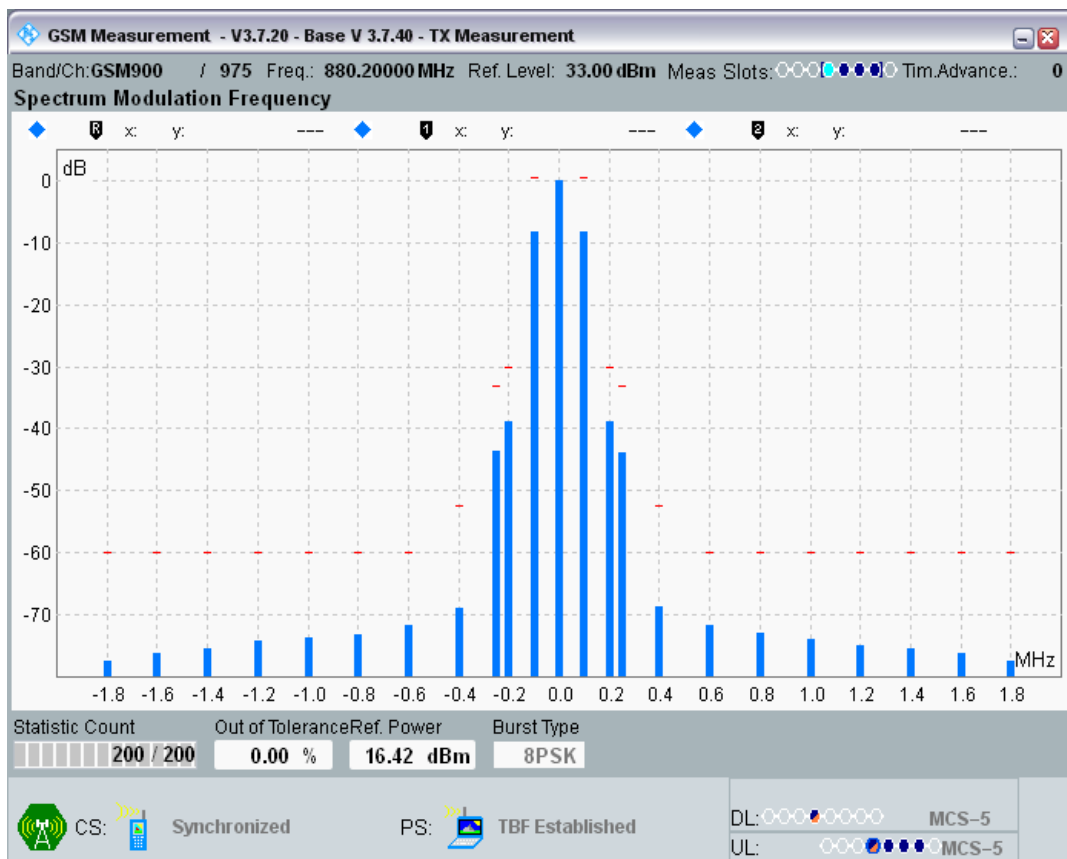 GSM Measurement - V3.7.20 - Base V 3.7.40 - TX Measurement
Band/Ch:GSM900 / 975 Freq.: 880.20000 MHz Ref. Level: 33.00 dBm Meas Slots: Tim.Advance.: 0
Spectrum Modulation Frequency
R x: y: --- 1 x: y: --- 2 x: y: ---
dB
0
-10
-20
-30
-40
-50
-60
-70
MHz
-1.8 -1.6 -1.4 -1.2 -1.0 -0.8 -0.6 -0.4 -0.2 0.0 0.2 0.4 0.6 0.8 1.0 1.2 1.4 1.6 1.8
Statistic Count Out of Tolerance Ref. Power Burst Type
200 / 200 0.00 % 16.42 dBm 8PSK
CS: Synchronized PS: TBF Established
DL: MCS-5
UL: MCS-5